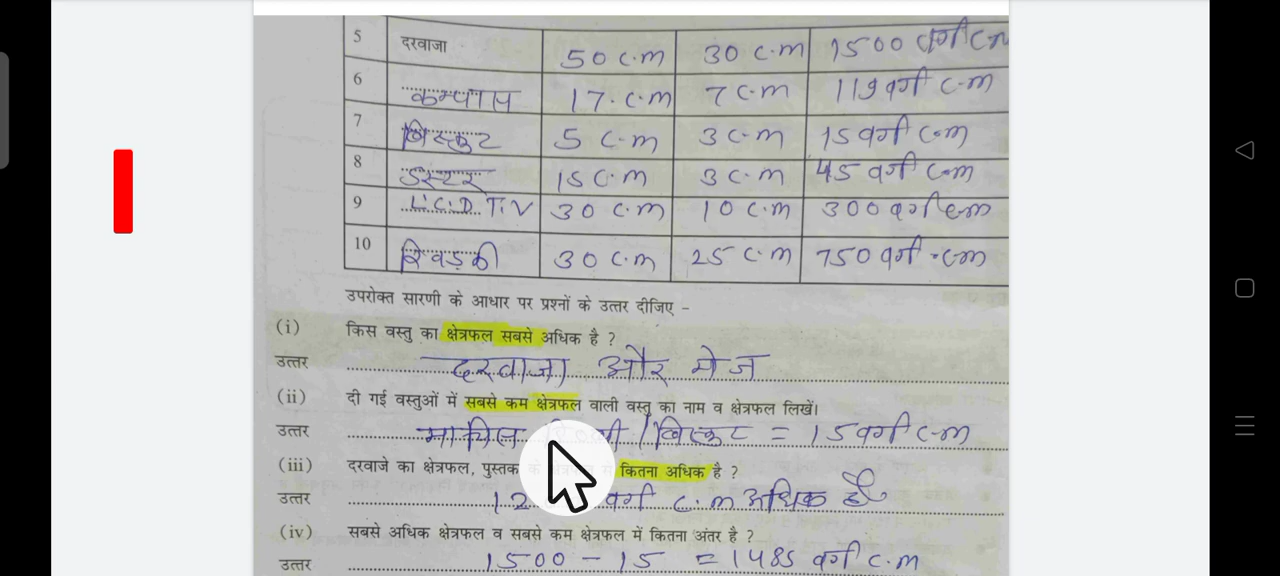 5 दरवाजा 50 c.m 30 c.m 1500 वर्ग cm
6 कम्पास 17.c.m 7 c.m 119 वर्ग c.m
7 बिस्कुट 5 c.m 3 c.m 15 वर्ग c.m
8 डस्टर 15 c.m 3 c.m 45 वर्ग c.m
9 L.C.D T.V 30 c.m 10 c.m 300 वर्ग c.m
10 खिड़की 30 c.m 25 c.m 750 वर्ग .cm
उपरोक्त सारणी के आधार पर प्रश्नों के उत्तर दीजिए –
(i) किस वस्तु का क्षेत्रफल सबसे अधिक है ?
उत्तर दरवाजा और मेज
(ii) दी गई वस्तुओं में सबसे कम क्षेत्रफल वाली वस्तु का नाम व क्षेत्रफल लिखें।
उत्तर माचिस / बिस्कुट = 15 वर्ग c.m
(iii) दरवाजे का क्षेत्रफल, पुस्तक कितना अधिक है ?
उत्तर वर्ग c.m अधिक है
(iv) सबसे अधिक क्षेत्रफल व सबसे कम क्षेत्रफल में कितना अंतर है ?
उत्तर 1500 – 15 = 1485 वर्ग c.m